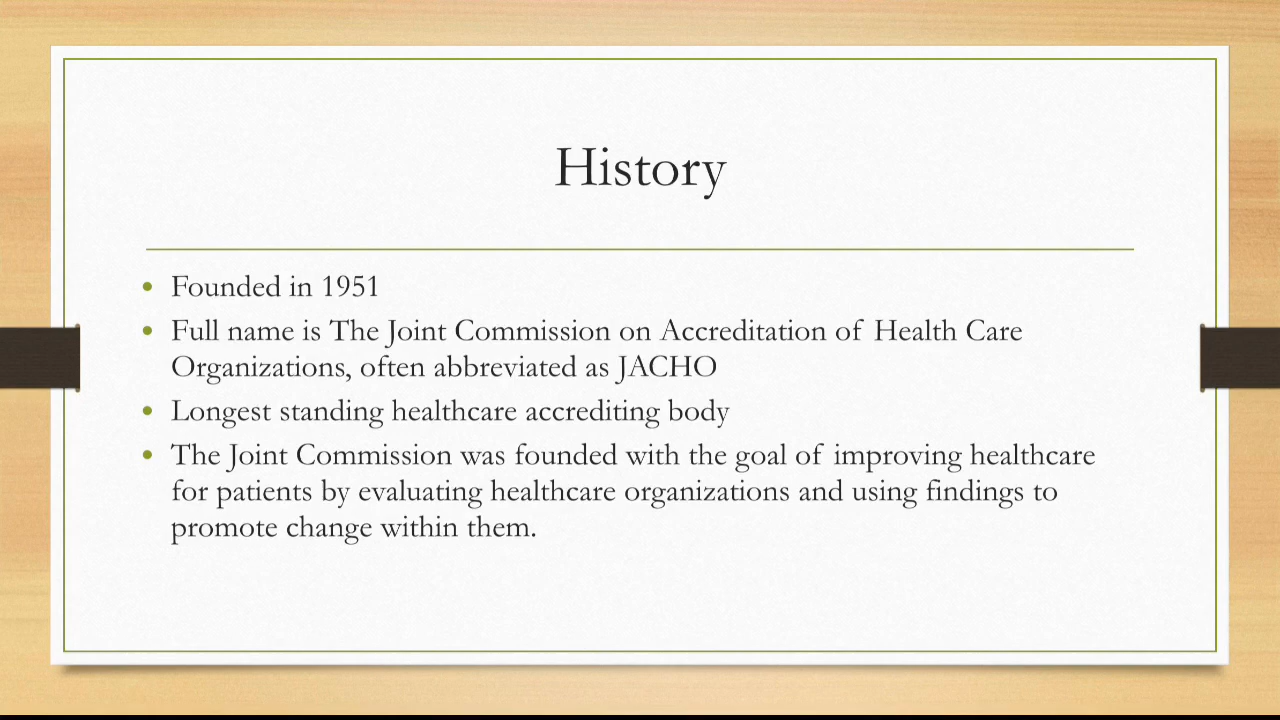 History
• Founded in 1951
• Full name is The Joint Commission on Accreditation of Health Care
Organizations, often abbreviated as JACHO
• Longest standing healthcare accrediting body
• The Joint Commission was founded with the goal of improving healthcare
for patients by evaluating healthcare organizations and using findings to
promote change within them.